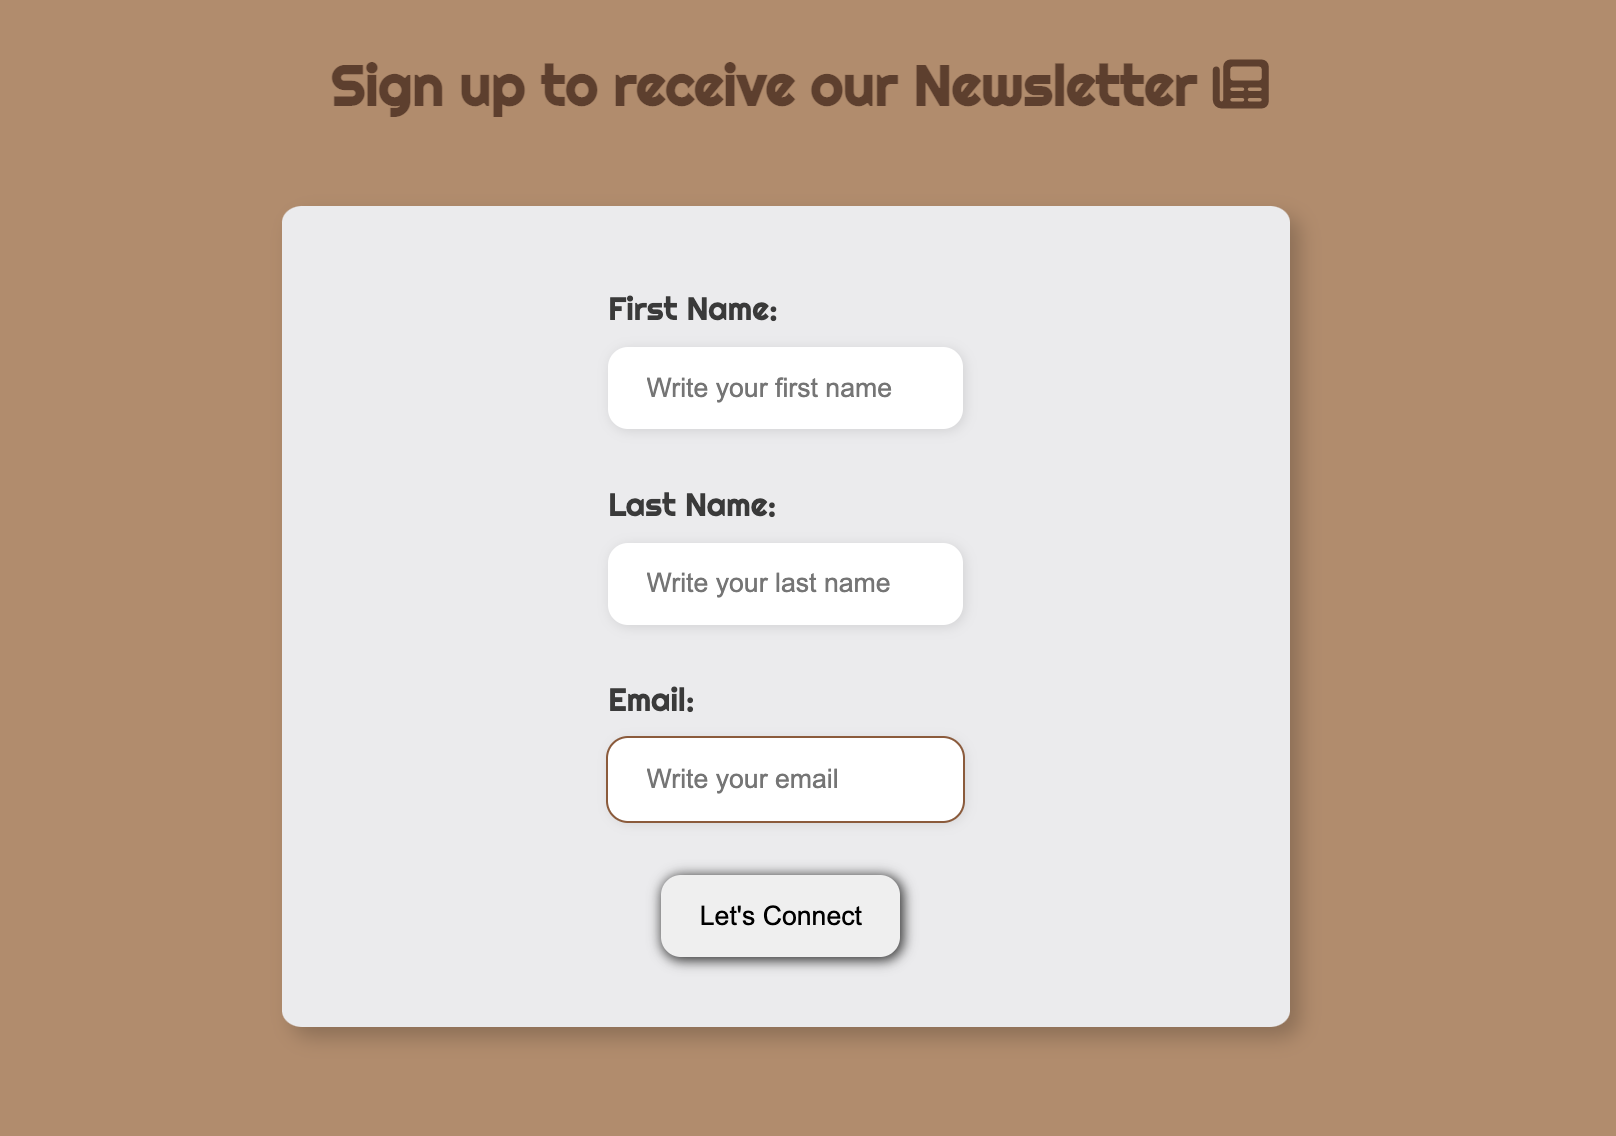 Sign up to receive our Newsletter
First Name:
Write your first name
Last Name:
Write your last name
Email:
Write your email
Let's Connect